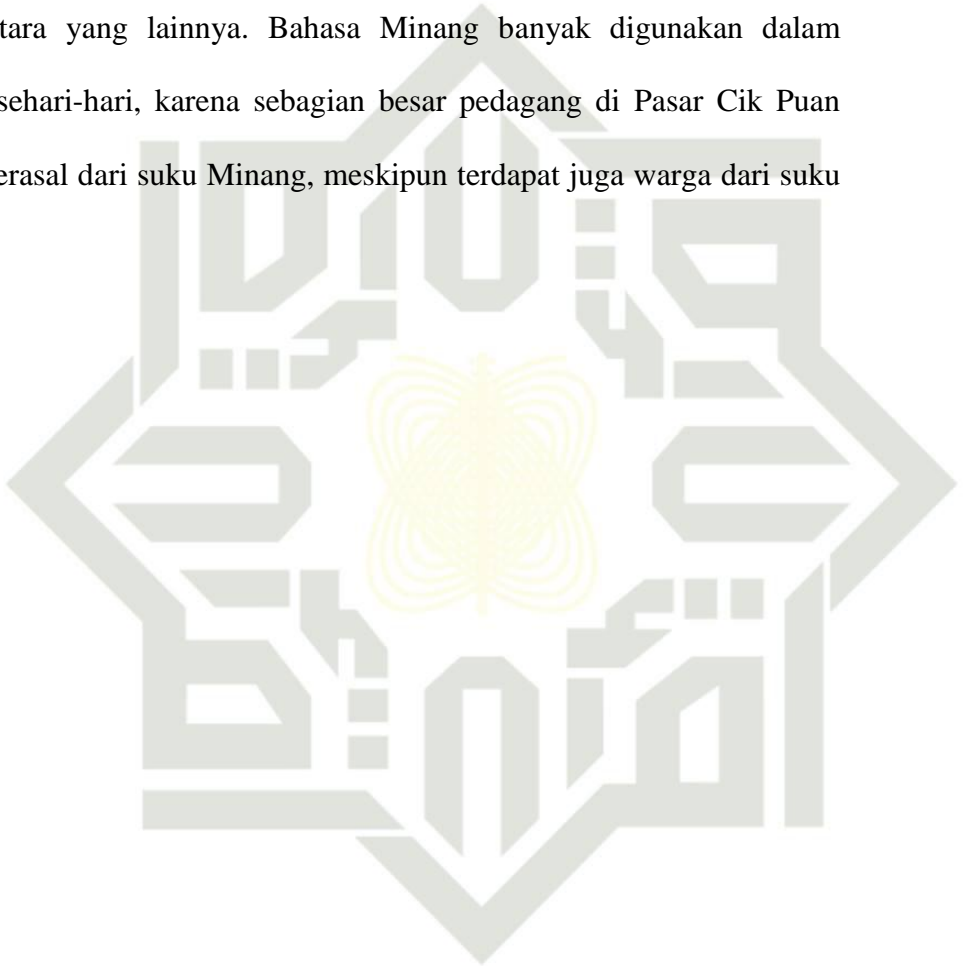 tara yang lainnya. Bahasa Minang banyak digunakan dalam
sehari-hari, karena sebagian besar pedagang di Pasar Cik Puan
erasal dari suku Minang, meskipun terdapat juga warga dari suku